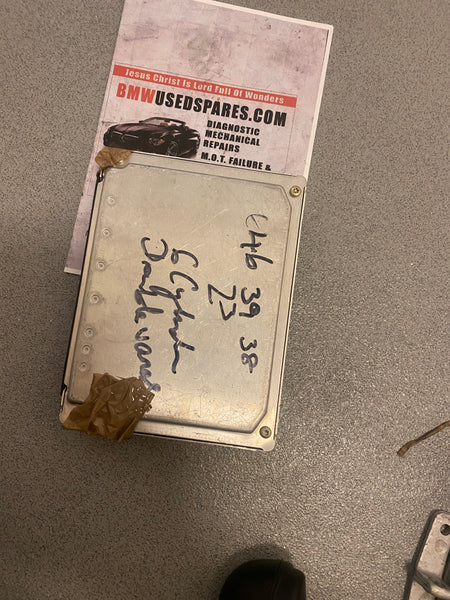 Jesus Christ Is Lord Full Of Wonders
BMWUSEDSPARES.COM
DIAGNOSTIC
MECHANICAL
REPAIRS
M.O.T. FAILURE &
E46 39 38
23
6 Cylinder
Double vanos